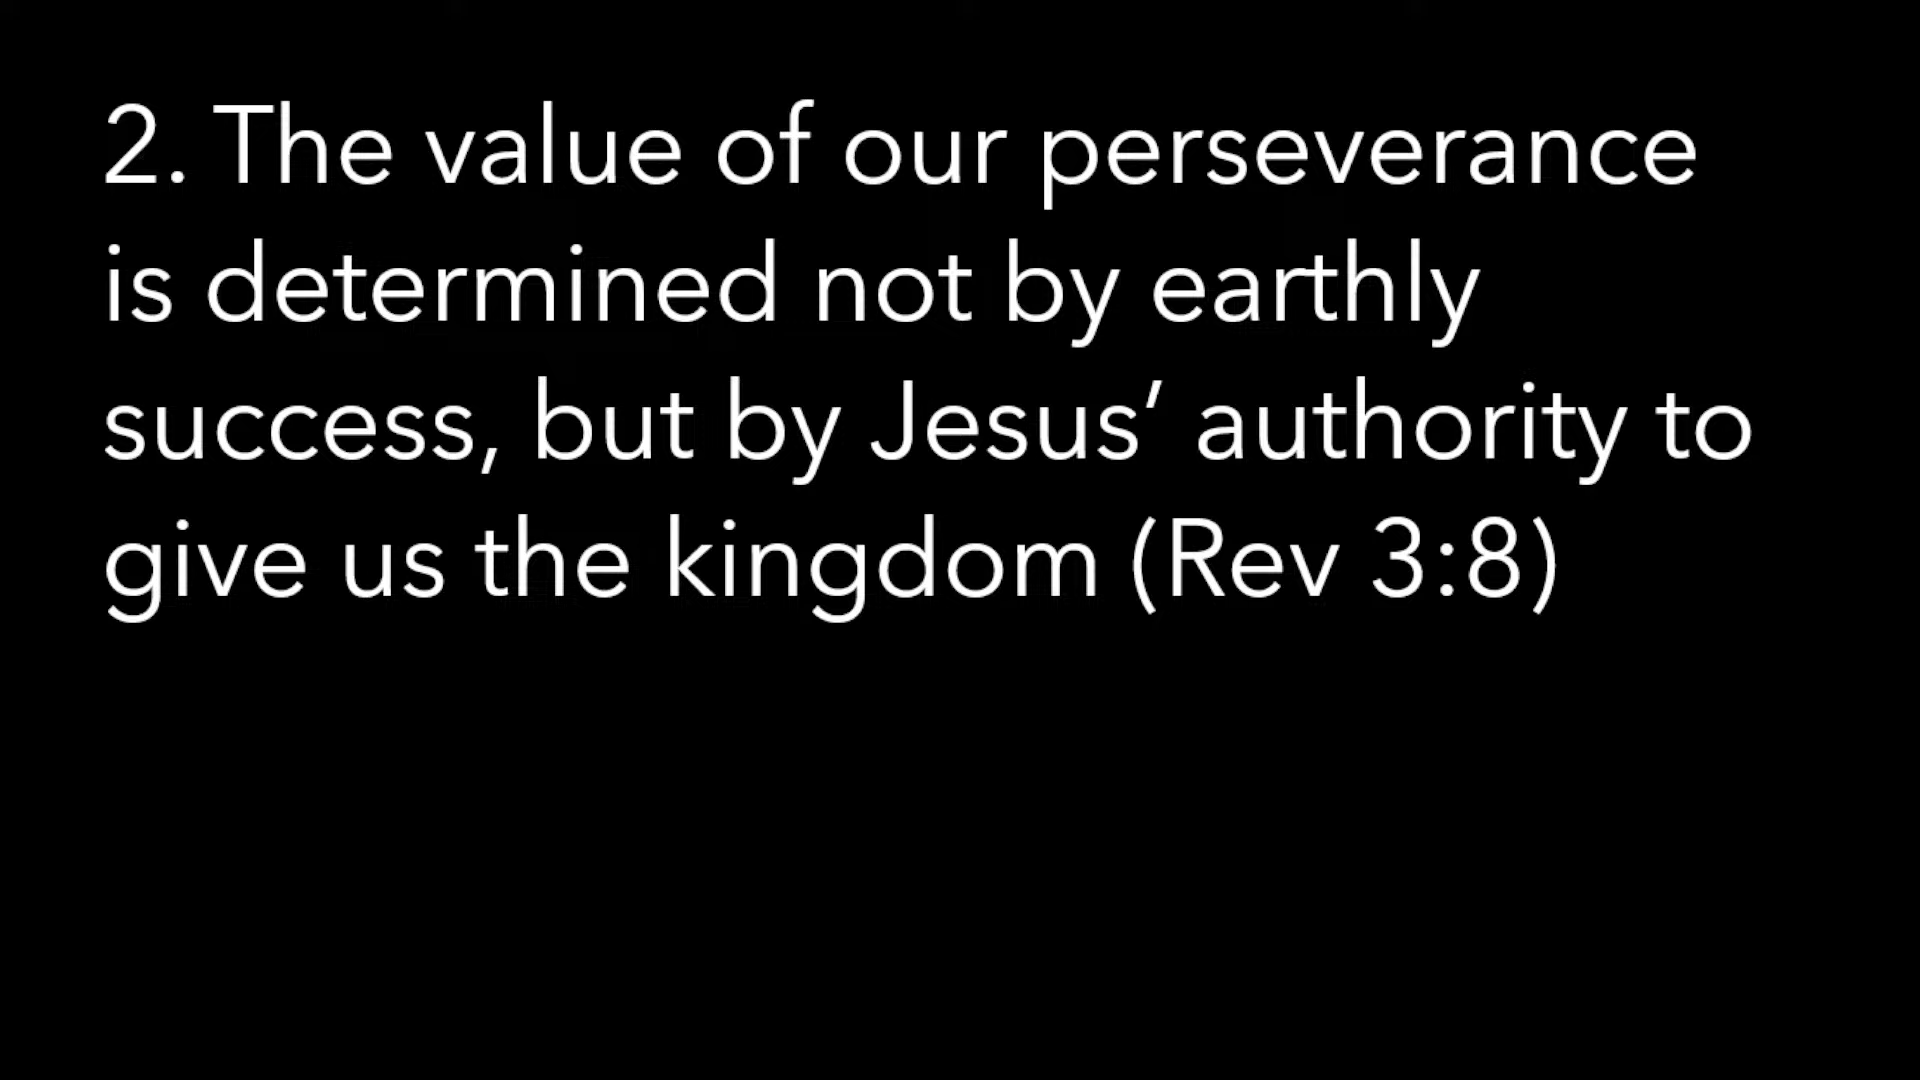 2. The value of our perseverance
is determined not by earthly
success, but by Jesus’ authority to
give us the kingdom (Rev 3:8)